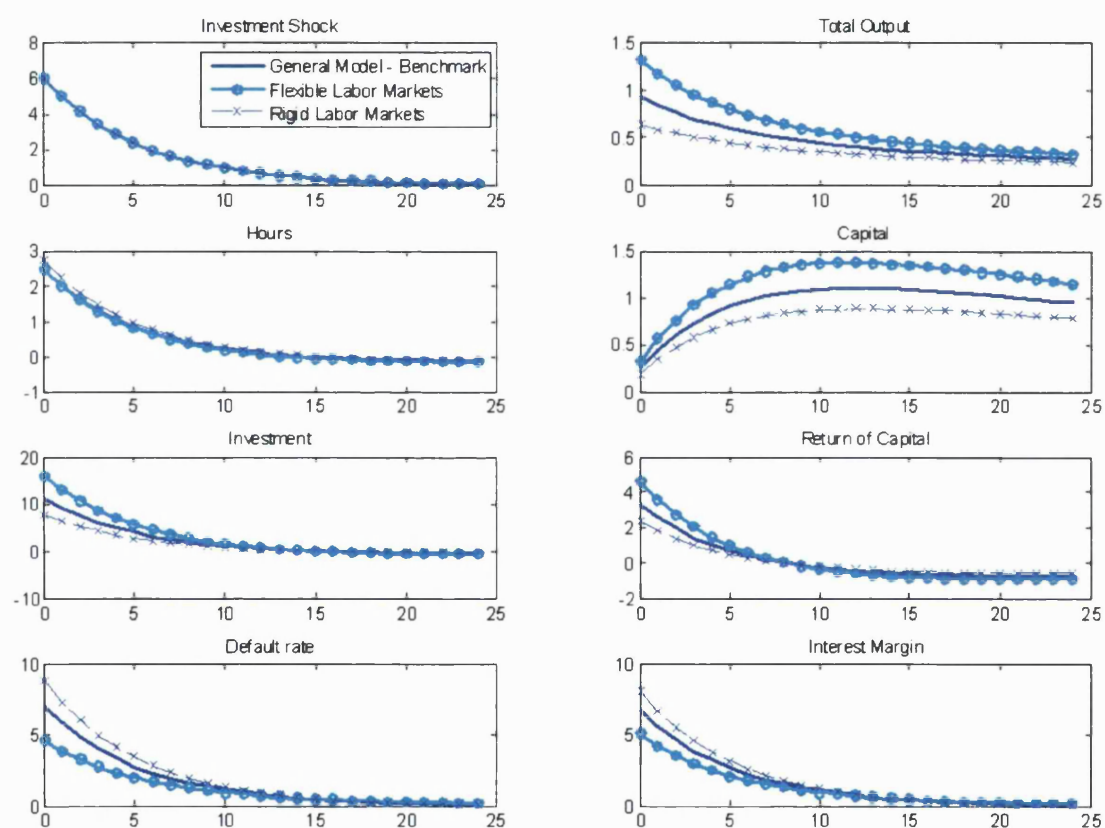 Investment Shock
8
6
4
2
0
0 5 10 15 20 25
General Model - Benchmark
Flexible Labor Markets
Rigid Labor Markets
Total Output
1.5
1
0.5
0
0 5 10 15 20 25
Hours
3
2
1
0
-1
0 5 10 15 20 25
Capital
1.5
1
0.5
0
0 5 10 15 20 25
Investment
20
10
0
-10
0 5 10 15 20 25
Return of Capital
6
4
2
0
-2
0 5 10 15 20 25
Default rate
10
5
0
0 5 10 15 20 25
Interest Margin
10
5
0
0 5 10 15 20 25